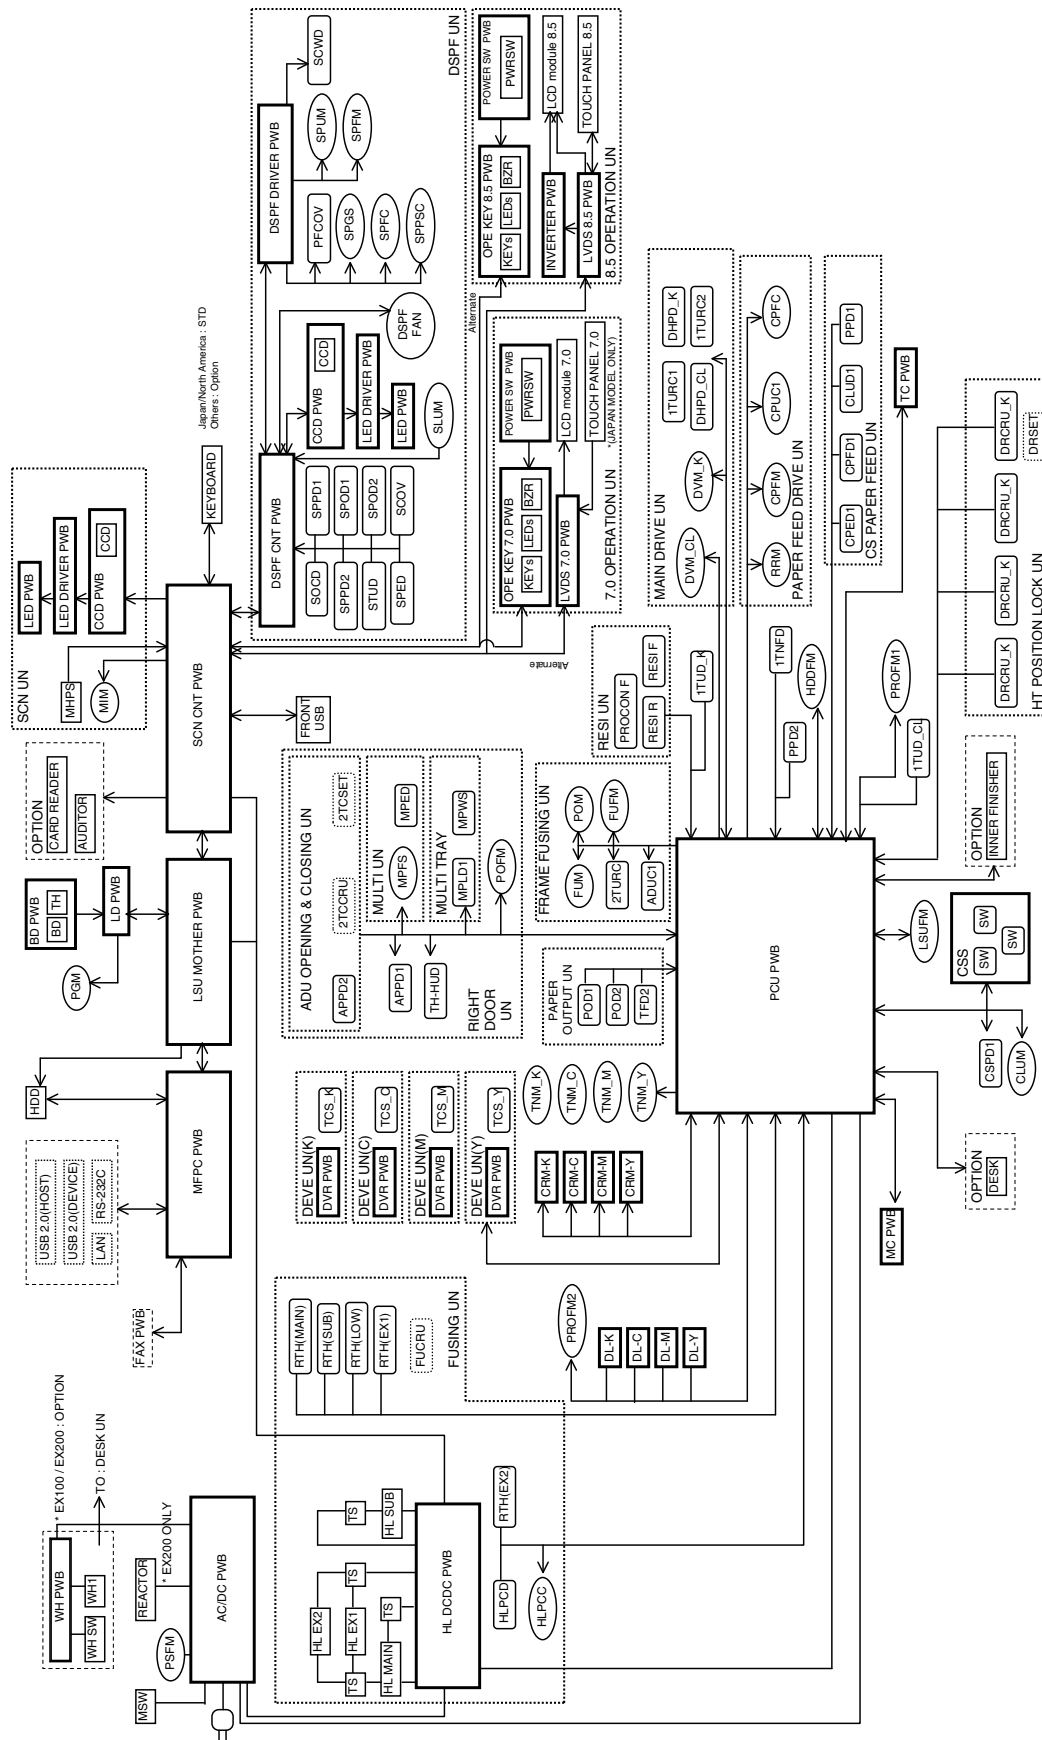 WH PWB
WH SW
WH1
* EX100 / EX200 : OPTION
TO : DESK UN
MSW
PSFM
REACTOR
* EX200 ONLY
AC/DC PWB
FAX PWB
USB 2.0(HOST)
USB 2.0(DEVICE)
LAN
RS-232C
HDD
MFPC PWB
PGM
BD PWB
BD
TH
LD PWB
LSU MOTHER PWB
OPTION
CARD READER
AUDITOR
SCN UN
MHPS
MIM
LED PWB
LED DRIVER PWB
CCD PWB
CCD
SCN CNT PWB
KEYBOARD
Japan/North America : STD
Others : Option
FRONT
USB
DSPF UN
DSPF CNT PWB
SOCD
SPPD1
SPPD2
SPOD1
STUD
SPOD2
SPED
SCOV
CCD PWB
CCD
LED DRIVER PWB
LED PWB
SLUM
DSPF
FAN
DSPF DRIVER PWB
SCWD
SPUM
SPFM
PFCOV
SPGS
SPFC
SPPSC
POWER SW PWB
PWRSW
LCD module 8.5
TOUCH PANEL 8.5
OPE KEY 8.5 PWB
KEYs
LEDs
BZR
INVERTER PWB
LVDS 8.5 PWB
8.5 OPERATION UN
Alternate
POWER SW PWB
PWRSW
LCD module 7.0
TOUCH PANEL 7.0
*(JAPAN MODEL ONLY)
OPE KEY 7.0 PWB
KEYs
LEDs
BZR
LVDS 7.0 PWB
7.0 OPERATION UN
Alternate
FUSING UN
RTH(MAIN)
RTH(SUB)
RTH(LOW)
RTH(EX1)
FUCRU
HL EX2
HL EX1
HL MAIN
TS
TS
TS
TS
HL SUB
HL DCDC PWB
HLPCD
RTH(EX2)
HLPCC
DEVE UN(K)
DVR PWB
TCS_K
DEVE UN(C)
DVR PWB
TCS_C
DEVE UN(M)
DVR PWB
TCS_M
DEVE UN(Y)
DVR PWB
TCS_Y
PROFM2
DL-K
DL-C
DL-M
DL-Y
CRM-K
CRM-C
CRM-M
CRM-Y
TNM_K
TNM_C
TNM_M
TNM_Y
ADU OPENING & CLOSING UN
APPD2
2TCCRU
2TCSET
MULTI UN
MPFS
MPED
MULTI TRAY
MPLD1
MPWS
APPD1
TH-HUD
POFM
RIGHT
DOOR
UN
PAPER
OUTPUT UN
POD1
POD2
TFD2
FRAME FUSING UN
FUM
POM
2TURC
FUFM
ADUC1
RESI UN
PROCON F
RESI R
RESI F
1TUD_K
MAIN DRIVE UN
DVM_CL
DVM_K
1TURC1
DHPD_K
DHPD_CL
1TURC2
PAPER FEED DRIVE UN
RRM
CPFM
CPUC1
CPFC
CS PAPER FEED UN
CPED1
CPFD1
CLUD1
PPD1
PCU PWB
1TNFD
PPD2
HDDFM
PROFM1
1TUD_CL
TC PWB
HT POSITION LOCK UN
DRCRU_K
DRCRU_K
DRCRU_K
DRCRU_K
DRSET
OPTION
INNER FINISHER
LSUFM
CSS
SW
SW
SW
CSPD1
CLUM
OPTION
DESK
MC PWB